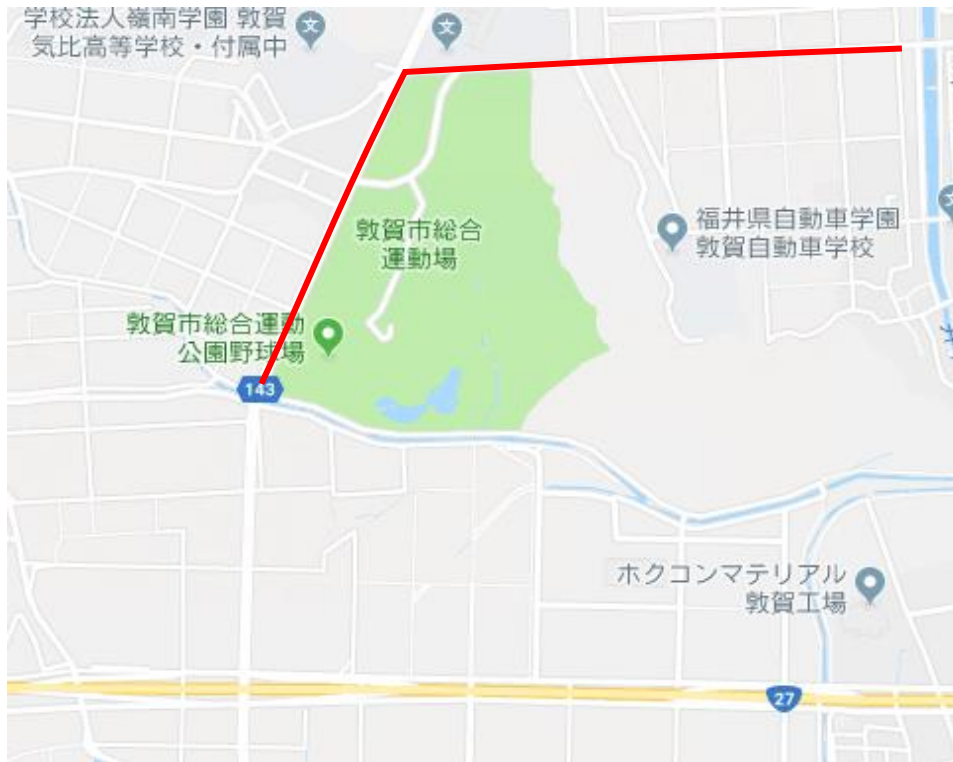 学校法人嶺南学園 敦賀
気比高等学校・付属中
文
文
福井県自動車学園
敦賀自動車学校
敦賀市総合
運動場
敦賀市総合運動
公園野球場
143
ホクコンマテリアル
敦賀工場
27